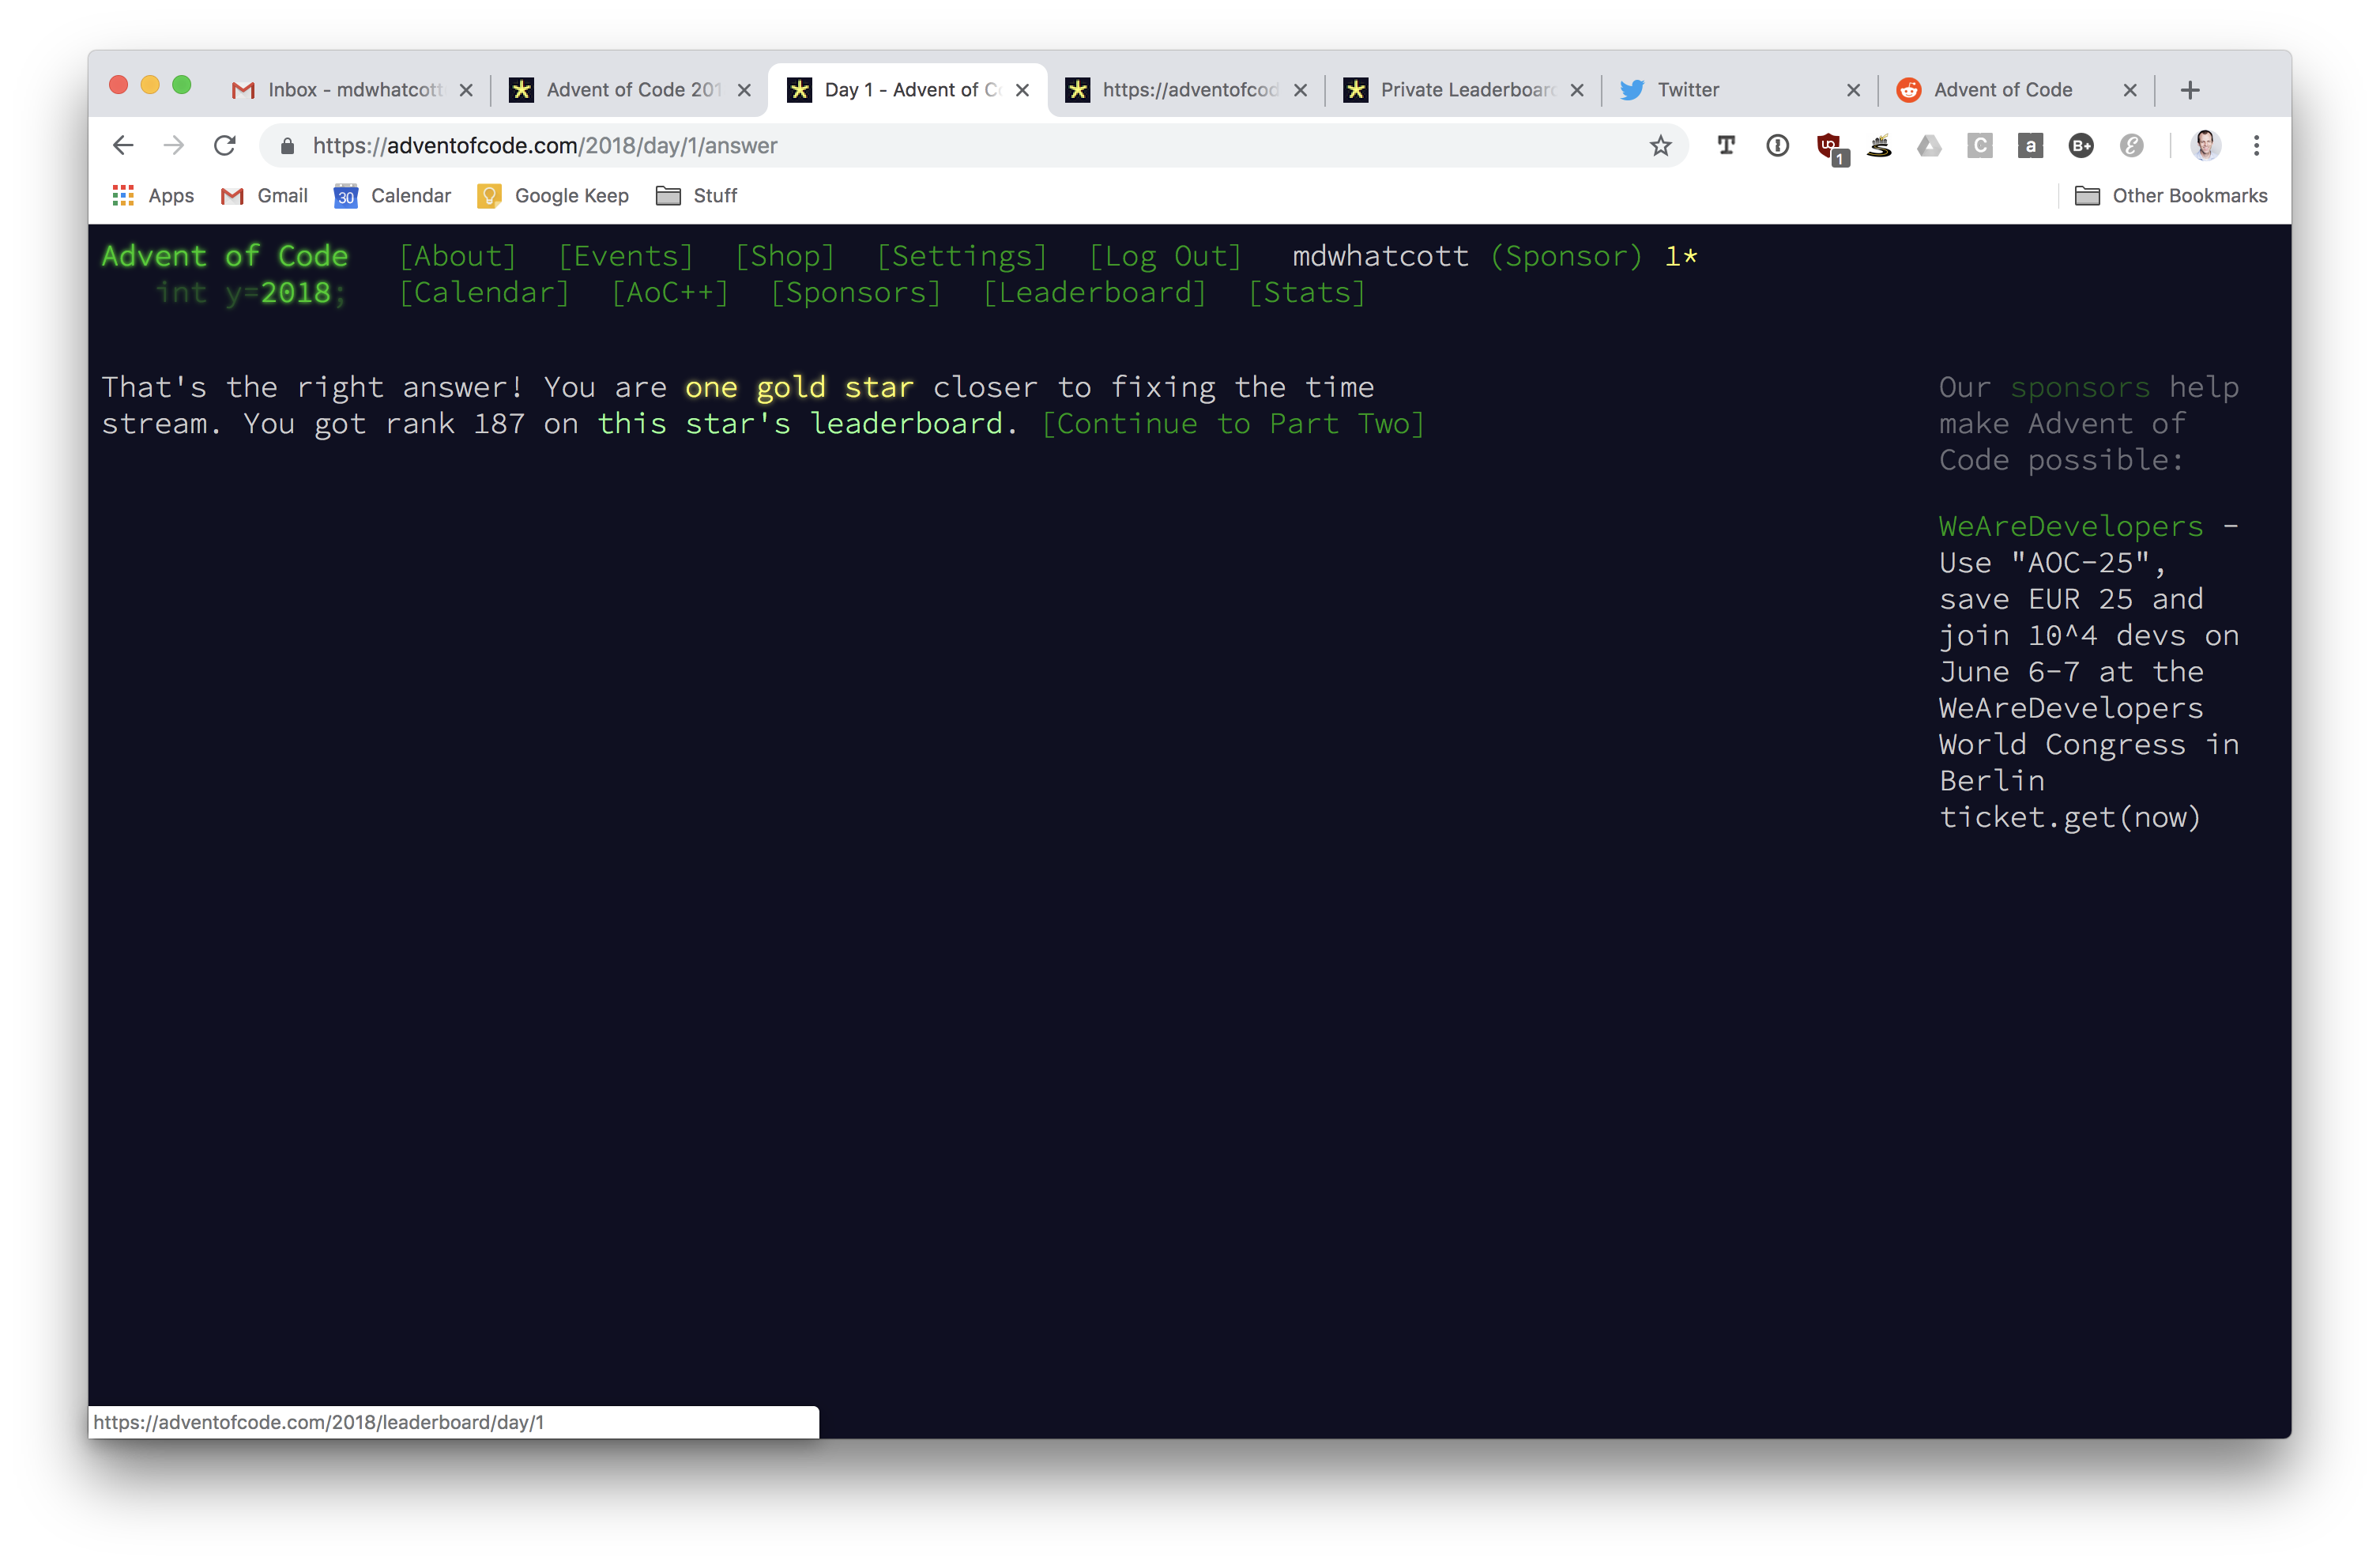 Inbox - mdwhatcott
Advent of Code 201
Day 1 - Advent of Co
https://adventofcod
Private Leaderboard
Twitter
Advent of Code
https://adventofcode.com/2018/day/1/answer
1
Apps
Gmail
30
Calendar
Google Keep
Stuff
Other Bookmarks
Advent of Code [About] [Events] [Shop] [Settings] [Log Out] mdwhatcott (Sponsor) 1*
int y=2018; [Calendar] [AoC++] [Sponsors] [Leaderboard] [Stats]
That's the right answer! You are one gold star closer to fixing the time
stream. You got rank 187 on this star's leaderboard. [Continue to Part Two]
Our sponsors help
make Advent of
Code possible:
WeAreDevelopers -
Use "AOC-25",
save EUR 25 and
join 10^4 devs on
June 6-7 at the
WeAreDevelopers
World Congress in
Berlin
ticket.get(now)
https://adventofcode.com/2018/leaderboard/day/1